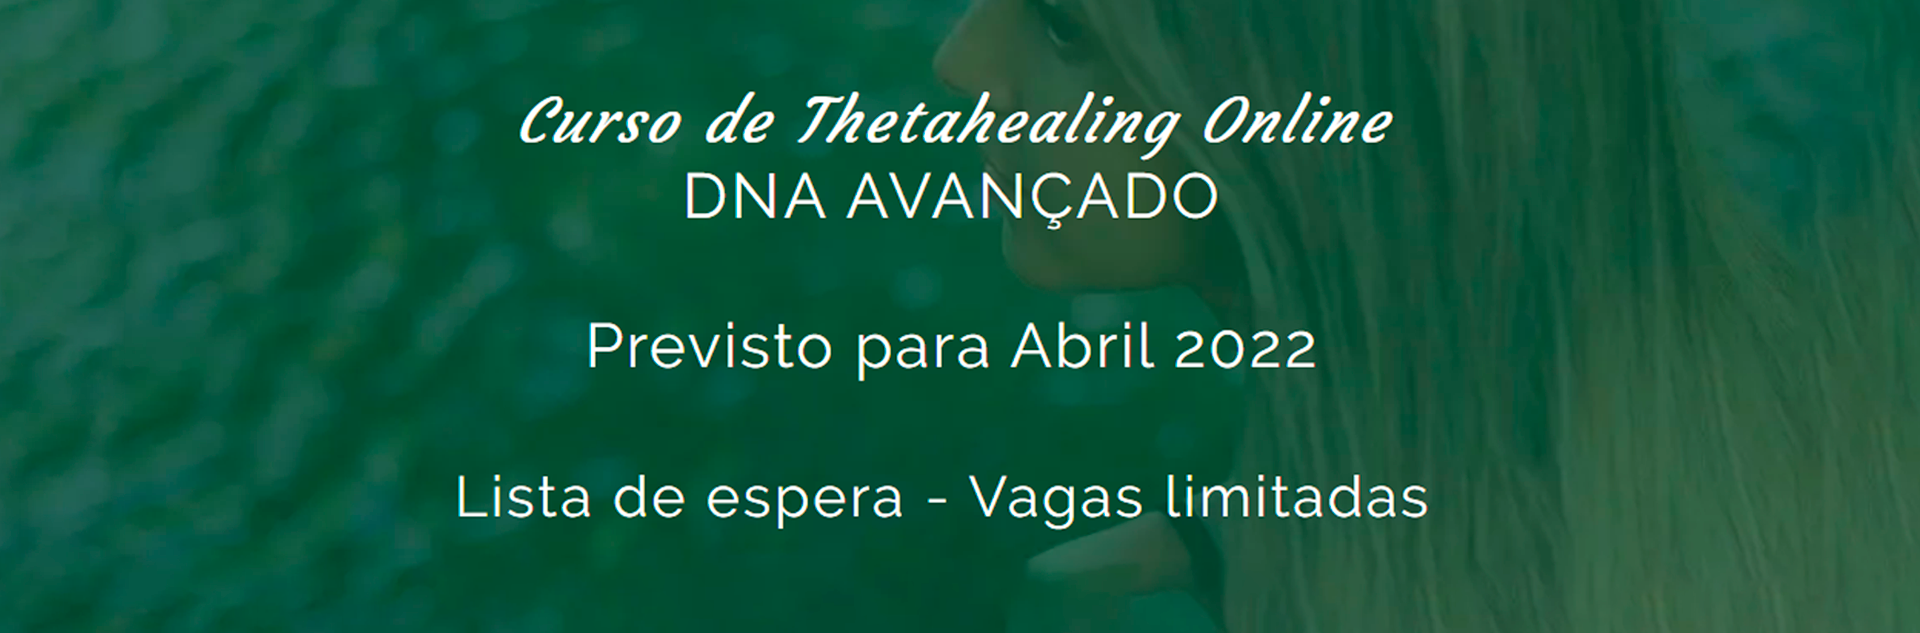 Curso de Thetahealing Online
DNA AVANÇADO
Previsto para Abril 2022
Lista de espera - Vagas limitadas